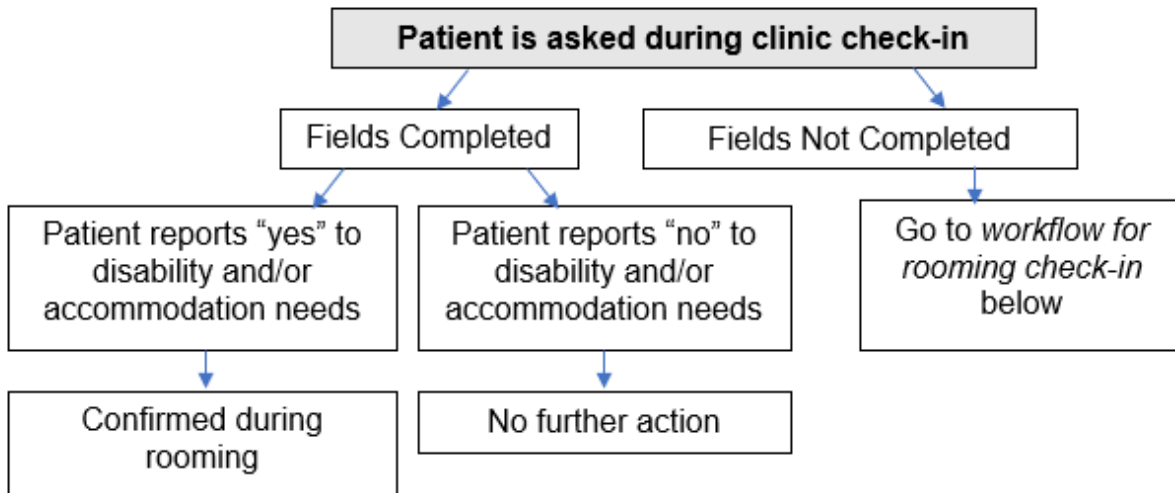 Patient is asked during clinic check-in
Fields Completed
Fields Not Completed
Patient reports “yes” to
disability and/or
accommodation needs
Patient reports “no” to
disability and/or
accommodation needs
Go to workflow for
rooming check-in
below
Confirmed during
rooming
No further action